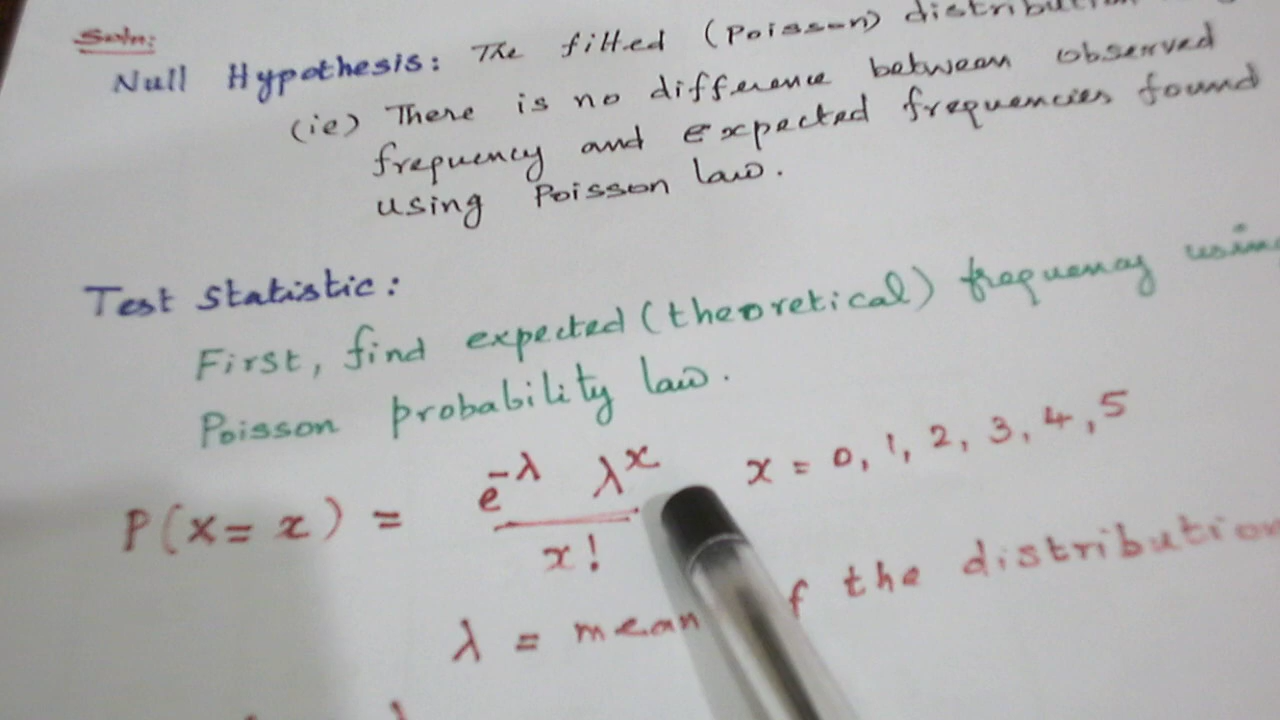 Soln:
Null Hypothesis: The fitted (Poisson)
(ie) There is no difference between observed
frequency and expected frequencies found
using Poisson law.
Test Statistic:
First, find expected (theoretical) frequency
Poisson probability law.
P(X=x) = e^-λ λ^x / x! x = 0, 1, 2, 3, 4, 5
λ = mean of the distribution
λ